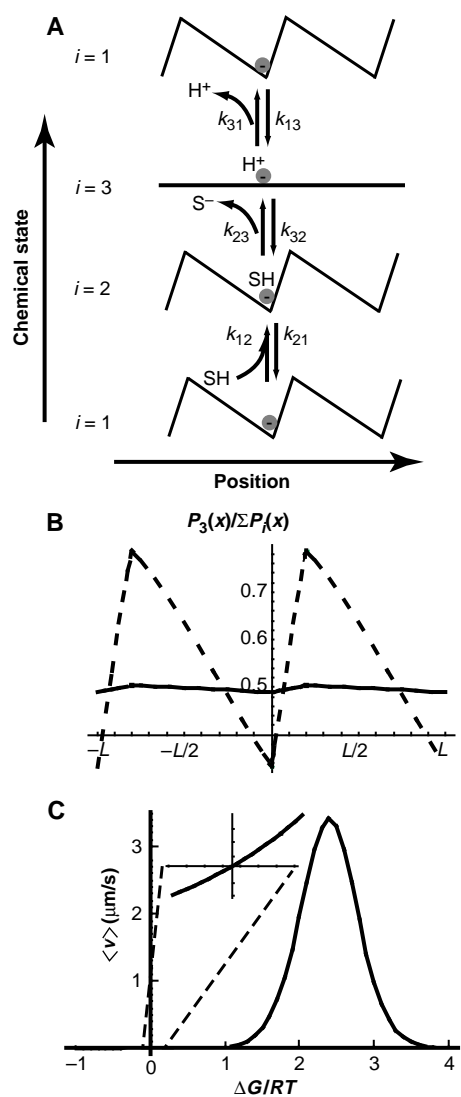 A
i = 1
H+
k31 k13
H+
-
i = 3
S−
k23 k32
SH
-
i = 2
k12 k21
SH
i = 1
-
Chemical state
Position
B
P3(x)/ΣPi(x)
0.7
0.6
0.5
−L −L/2 L/2 L
C
3
2
1
⟨v⟩ (μm/s)
−1 0 1 2 3 4
ΔG/RT